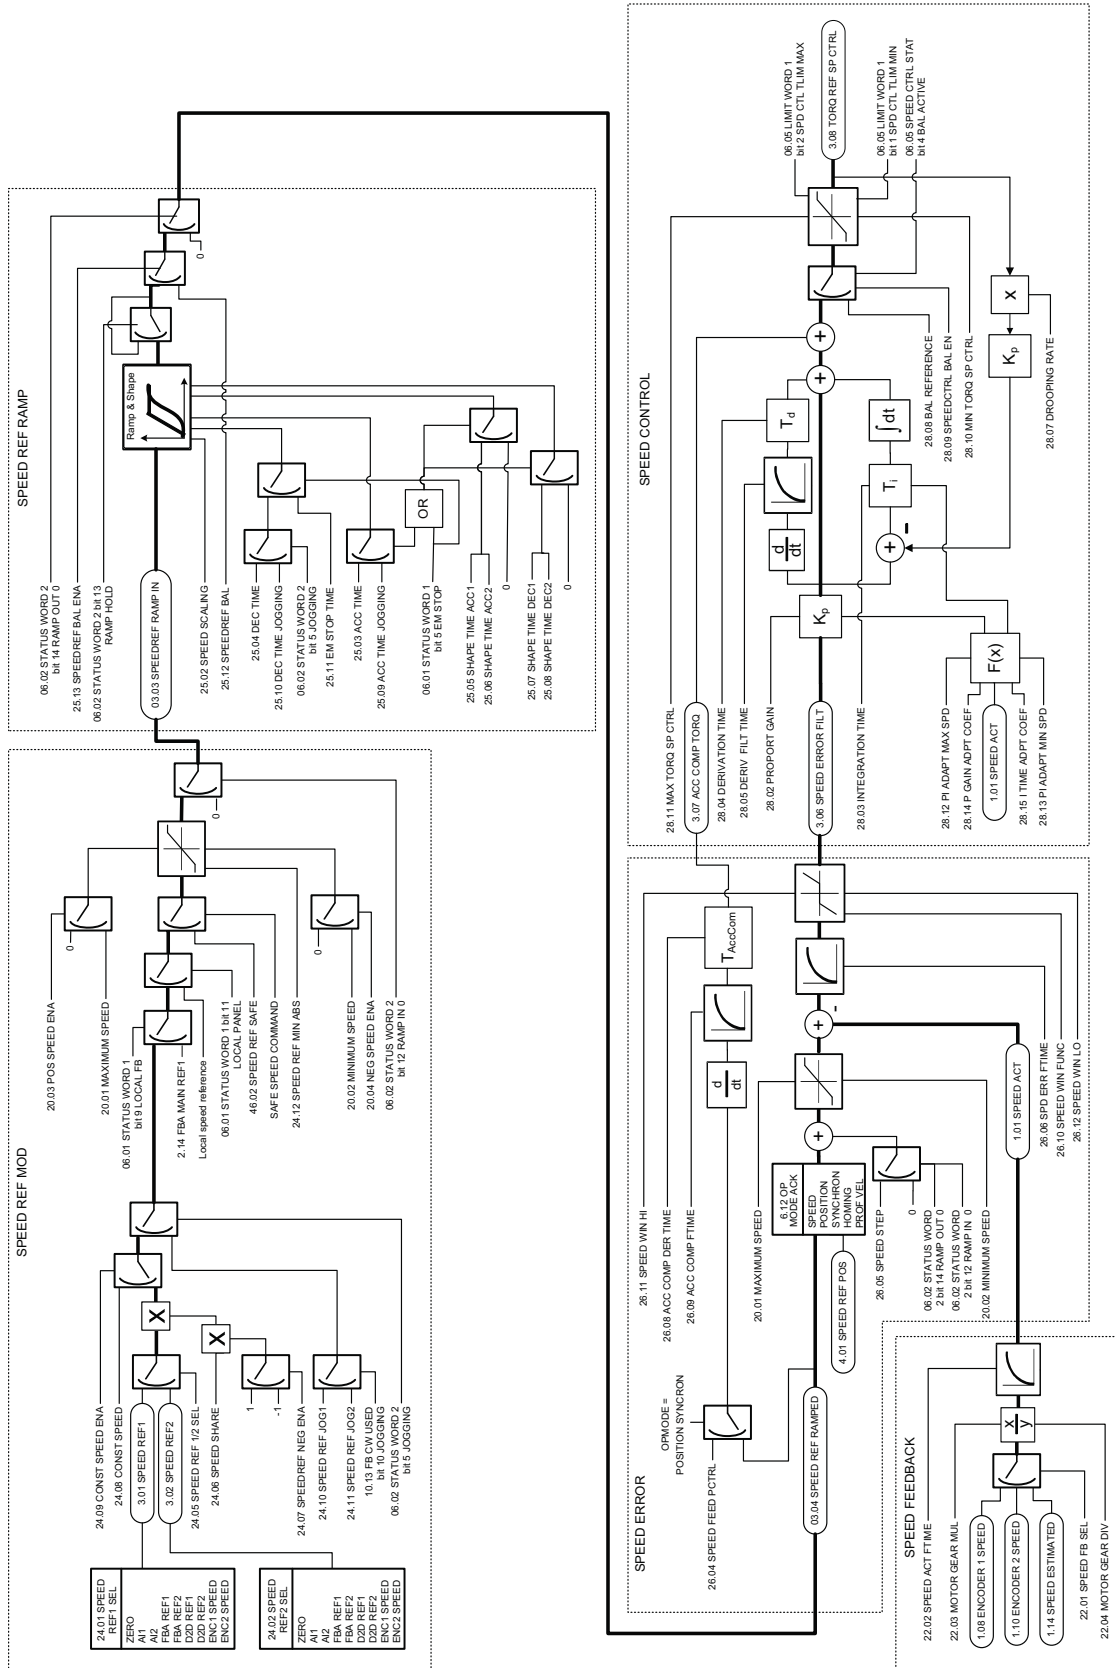 SPEED REF MOD
24.01 SPEED
REF1 SEL
ZERO
AI1
AI2
FBA REF1
FBA REF2
D2D REF1
D2D REF2
ENC1 SPEED
ENC2 SPEED
24.02 SPEED
REF2 SEL
ZERO
AI1
AI2
FBA REF1
FBA REF2
D2D REF1
D2D REF2
ENC1 SPEED
ENC2 SPEED
24.09 CONST SPEED ENA
24.08 CONST SPEED
3.01 SPEED REF1
3.02 SPEED REF2
24.05 SPEED REF 1/2 SEL
24.06 SPEED SHARE
X
X
1
-1
24.07 SPEEDREF NEG ENA
24.10 SPEED REF JOG1
24.11 SPEED REF JOG2
10.13 FB CW USED
bit 10 JOGGING
06.02 STATUS WORD 2
bit 5 JOGGING
20.03 POS SPEED ENA
0
20.01 MAXIMUM SPEED
06.01 STATUS WORD 1
bit 9 LOCAL FB
2.14 FBA MAIN REF1
Local speed reference
06.01 STATUS WORD 1 bit 11
LOCAL PANEL
46.02 SPEED REF SAFE
SAFE SPEED COMMAND
24.12 SPEED REF MIN ABS
0
20.02 MINIMUM SPEED
20.04 NEG SPEED ENA
06.02 STATUS WORD 2
bit 12 RAMP IN 0
0
SPEED REF RAMP
06.02 STATUS WORD 2
bit 14 RAMP OUT 0
25.13 SPEEDREF BAL ENA
06.02 STATUS WORD 2 bit 13
RAMP HOLD
03.03 SPEEDREF RAMP IN
Ramp & Shape
0
25.02 SPEED SCALING
25.12 SPEEDREF BAL
25.04 DEC TIME
25.10 DEC TIME JOGGING
06.02 STATUS WORD 2
bit 5 JOGGING
25.11 EM STOP TIME
25.03 ACC TIME
25.09 ACC TIME JOGGING
OR
06.01 STATUS WORD 1
bit 5 EM STOP
25.05 SHAPE TIME ACC1
25.06 SHAPE TIME ACC2
0
25.07 SHAPE TIME DEC1
25.08 SHAPE TIME DEC2
0
SPEED FEEDBACK
22.02 SPEED ACT FTIME
22.03 MOTOR GEAR MUL
1.08 ENCODER 1 SPEED
1.10 ENCODER 2 SPEED
1.14 SPEED ESTIMATED
22.01 SPEED FB SEL
22.04 MOTOR GEAR DIV
x
y
SPEED ERROR
OPMODE =
POSITION SYNCRON
26.04 SPEED FEED PCTRL
03.04 SPEED REF RAMPED
26.11 SPEED WIN HI
26.08 ACC COMP DER TIME
26.09 ACC COMP FTIME
20.01 MAXIMUM SPEED
6.12 OP
MODE ACK
SPEED
POSITION
SYNCHRON
HOMING
PROF VEL
4.01 SPEED REF POS
26.05 SPEED STEP
0
06.02 STATUS WORD
2 bit 14 RAMP OUT 0
06.02 STATUS WORD
2 bit 12 RAMP IN 0
20.02 MINIMUM SPEED
1.01 SPEED ACT
26.06 SPD ERR FTIME
26.10 SPEED WIN FUNC
26.12 SPEED WIN LO
d
dt
TAccCom
+
+
-
SPEED CONTROL
28.11 MAX TORQ SP CTRL
3.07 ACC COMP TORQ
28.04 DERIVATION TIME
28.05 DERIV FILT TIME
28.02 PROPORT GAIN
3.06 SPEED ERROR FILT
28.03 INTEGRATION TIME
28.12 PI ADAPT MAX SPD
28.14 P GAIN ADPT COEF
1.01 SPEED ACT
28.15 I TIME ADPT COEF
28.13 PI ADAPT MIN SPD
F(x)
Kp
d
dt
Td
+
-
Ti
∫ dt
+
+
28.08 BAL REFERENCE
28.09 SPEEDCTRL BAL EN
28.10 MIN TORQ SP CTRL
28.07 DROOPING RATE
X
Kp
06.05 LIMIT WORD 1
bit 2 SPD CTL TLIM MAX
3.08 TORQ REF SP CTRL
06.05 LIMIT WORD 1
bit 1 SPD CTL TLIM MIN
06.05 SPEED CTRL STAT
bit 4 BAL ACTIVE